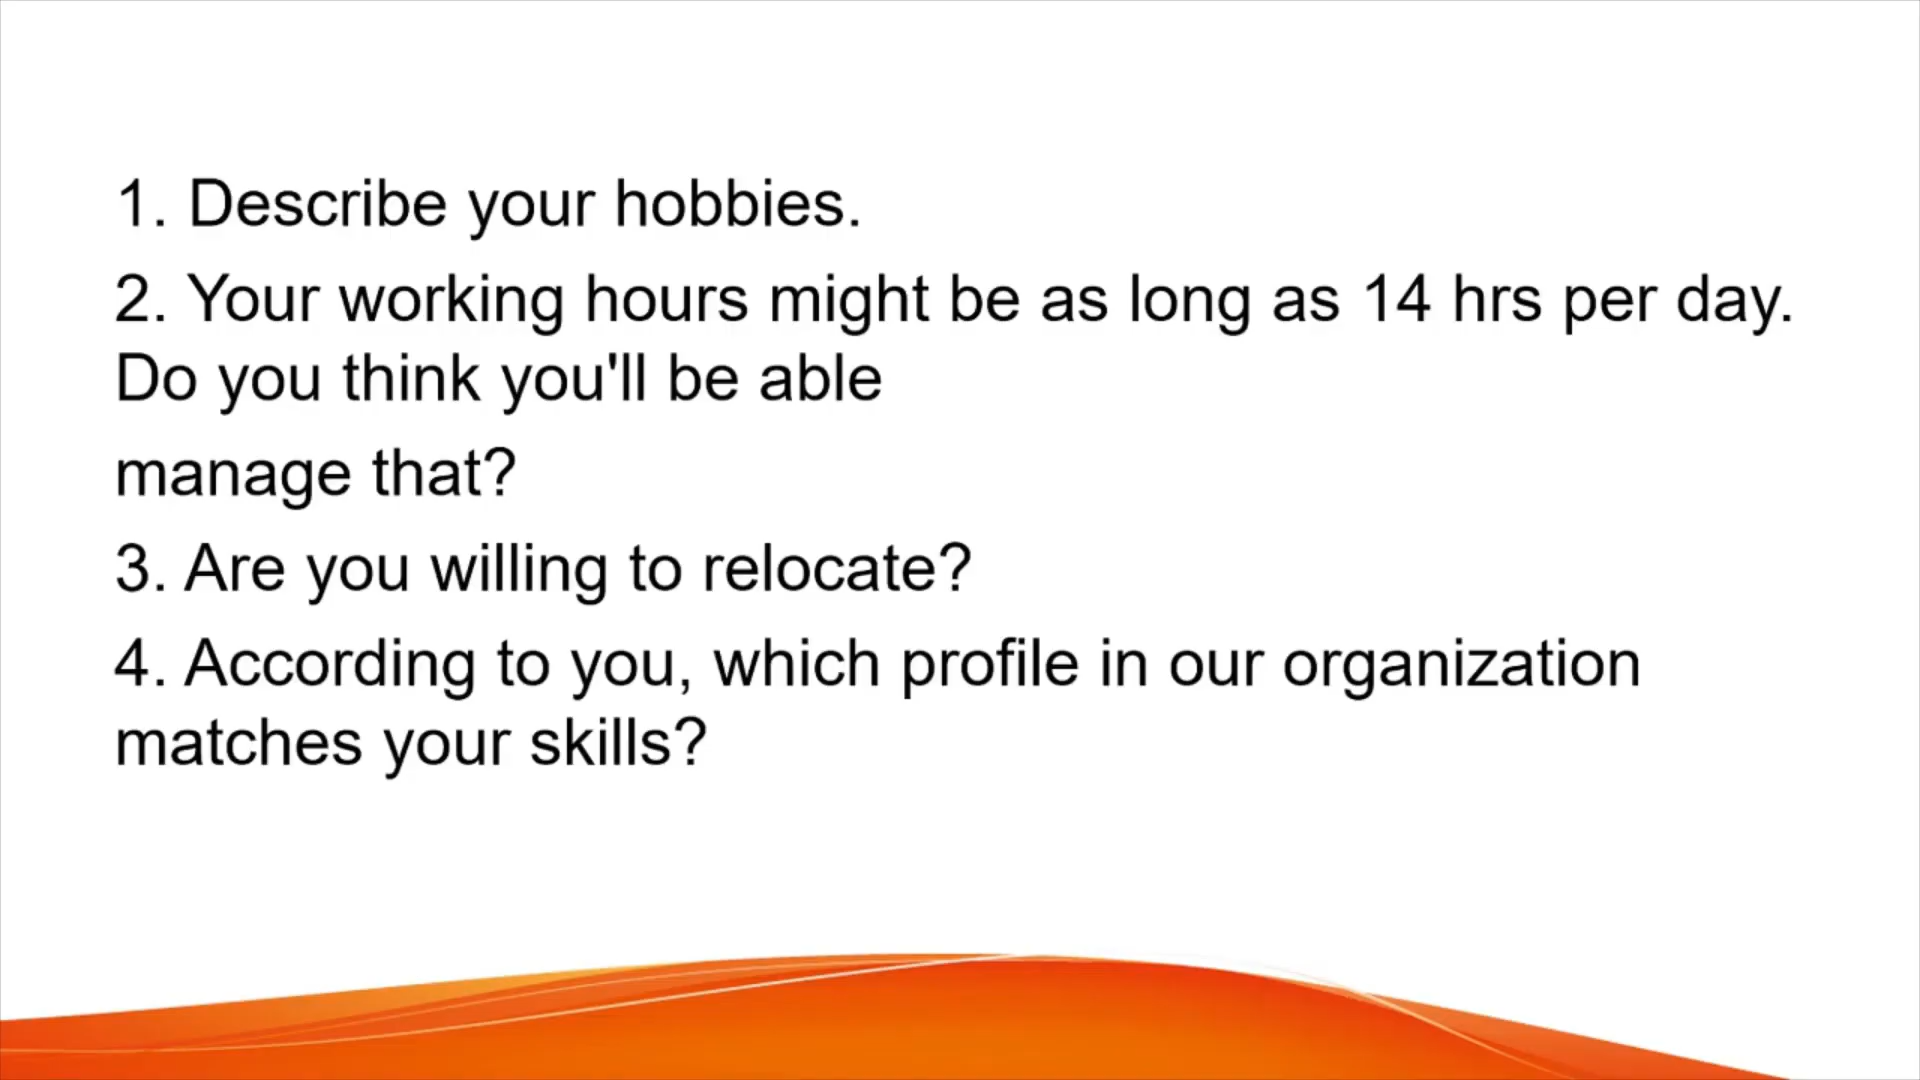 1. Describe your hobbies.
2. Your working hours might be as long as 14 hrs per day.
Do you think you'll be able
manage that?
3. Are you willing to relocate?
4. According to you, which profile in our organization
matches your skills?